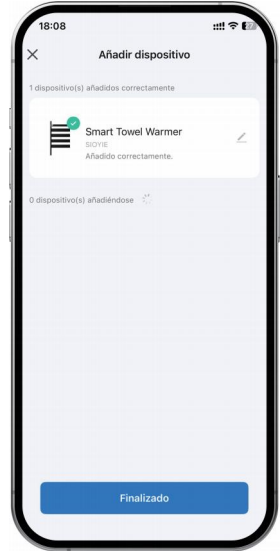 18:08
Añadir dispositivo
1 dispositivo(s) añadidos correctamente
Smart Towel Warmer
SIOYIE
Añadido correctamente.
0 dispositivo(s) añadiéndose
Finalizado